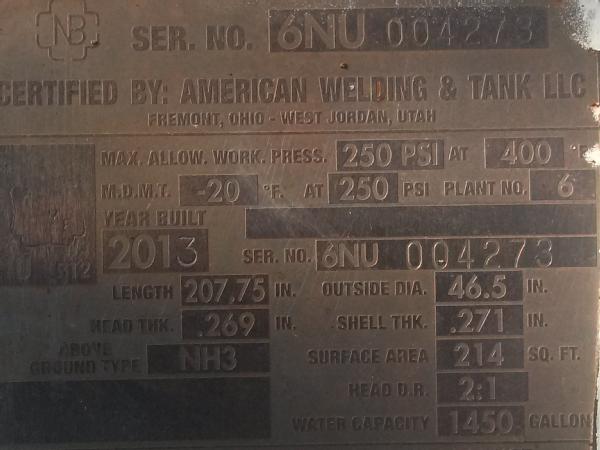 NB SER. NO. 6NU 004273
CERTIFIED BY: AMERICAN WELDING & TANK LLC
FREMONT, OHIO - WEST JORDAN, UTAH
MAX. ALLOW. WORK. PRESS. 250 PSI AT 400 °F
M.D.M.T. -20 °F. AT 250 PSI PLANT NO. 6
YEAR BUILT
2013 SER. NO. 6NU 004273
LENGTH 207.75 IN. OUTSIDE DIA. 46.5 IN.
HEAD THK. .269 IN. SHELL THK. .271 IN.
ABOVE
GROUND TYPE NH3 SURFACE AREA 214 SQ. FT.
HEAD D.R. 2:1
WATER CAPACITY 1450 GALLON